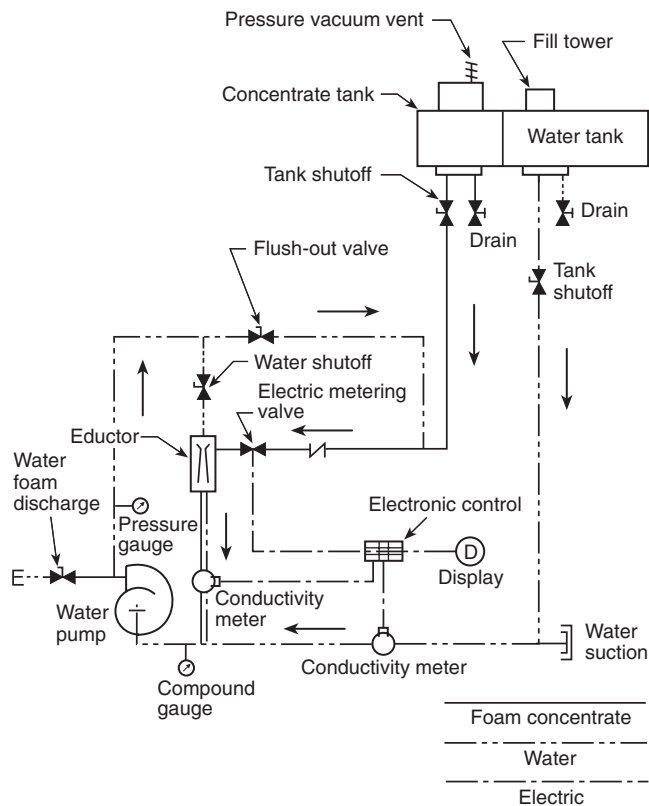 Pressure vacuum vent
Fill tower
Concentrate tank
Water tank
Tank shutoff
Drain
Drain
Flush-out valve
Tank
shutoff
Water shutoff
Electric metering
valve
Eductor
Water
foam
discharge
Pressure
gauge
Electronic control
D
Display
E
Water
pump
Conductivity
meter
Water
suction
Conductivity meter
Compound
gauge
Foam concentrate
Water
Electric